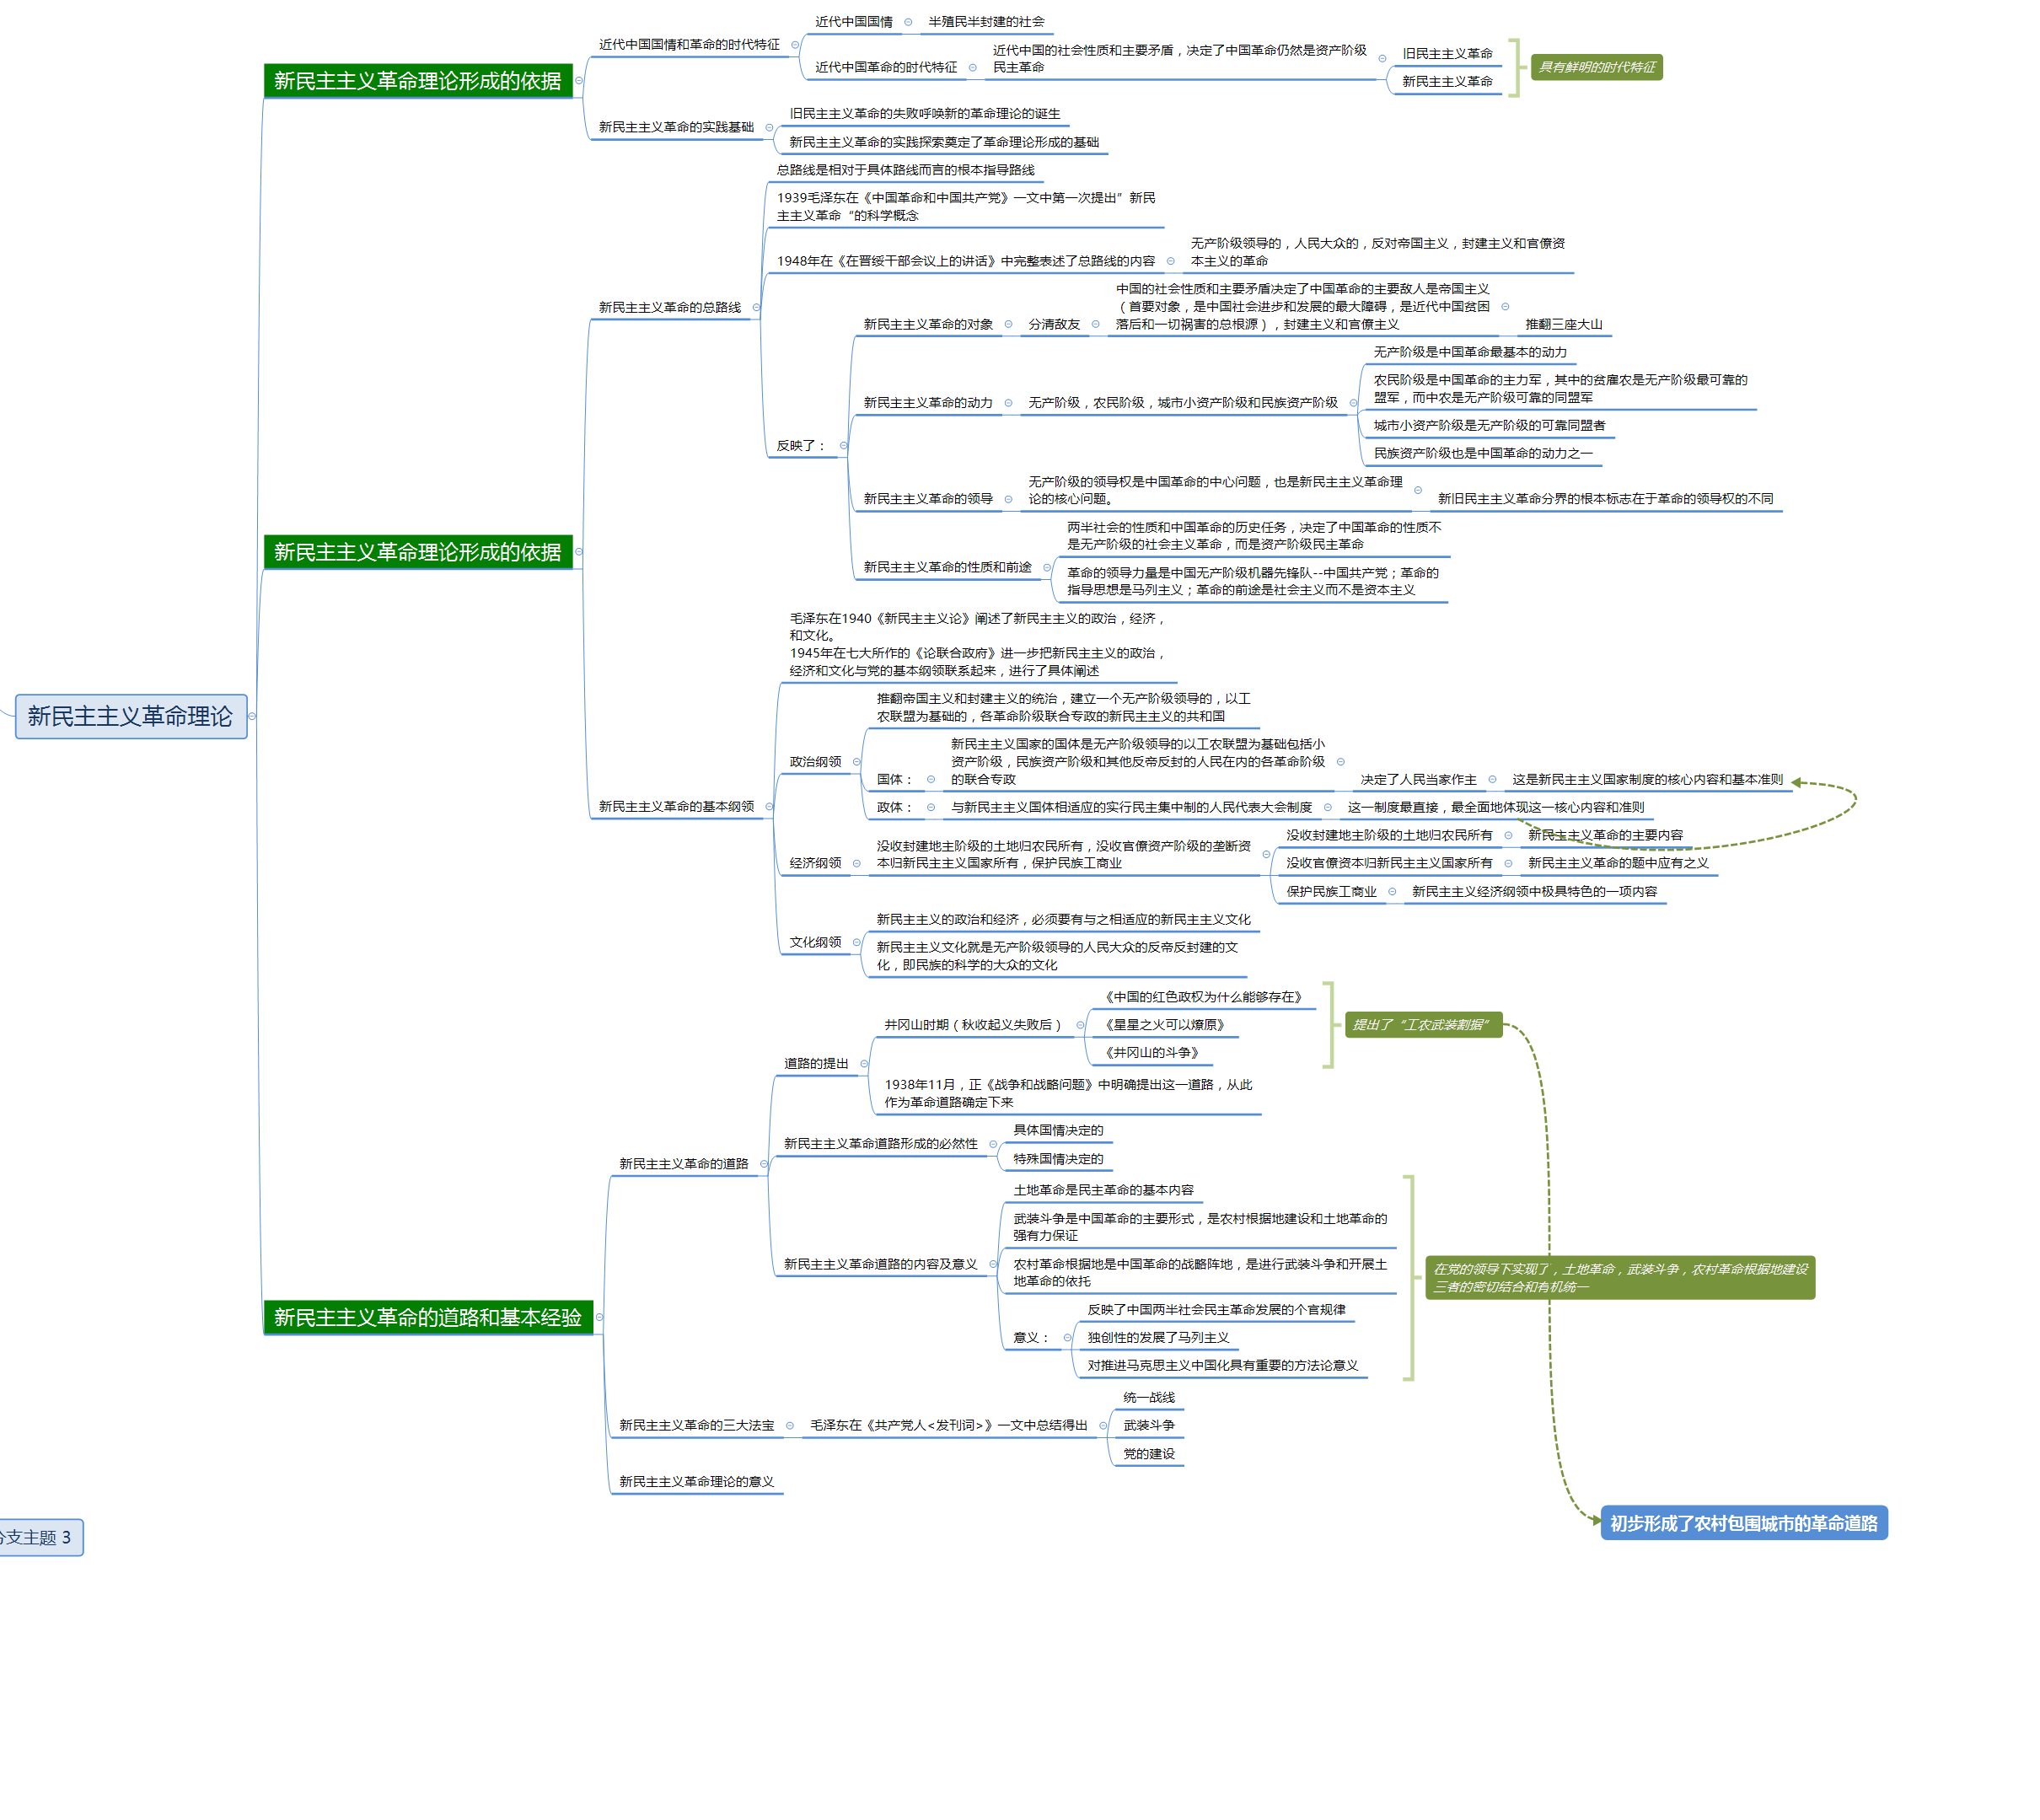 新民主主义革命理论
新民主主义革命理论形成的依据
近代中国国情和革命的时代特征
近代中国国情
半殖民半封建的社会
近代中国革命的时代特征
近代中国的社会性质和主要矛盾，决定了中国革命仍然是资产阶级
民主革命
旧民主主义革命
新民主主义革命
具有鲜明的时代特征
新民主主义革命的实践基础
旧民主主义革命的失败呼唤新的革命理论的诞生
新民主主义革命的实践探索奠定了革命理论形成的基础
新民主主义革命理论形成的依据
新民主主义革命的总路线
总路线是相对于具体路线而言的根本指导路线
1939毛泽东在《中国革命和中国共产党》一文中第一次提出”新民
主主义革命“的科学概念
1948年在《在晋绥干部会议上的讲话》中完整表述了总路线的内容
无产阶级领导的，人民大众的，反对帝国主义，封建主义和官僚资
本主义的革命
反映了：
新民主主义革命的对象
分清敌友
中国的社会性质和主要矛盾决定了中国革命的主要敌人是帝国主义
（首要对象，是中国社会进步和发展的最大障碍，是近代中国贫困
落后和一切祸害的总根源），封建主义和官僚主义
推翻三座大山
新民主主义革命的动力
无产阶级，农民阶级，城市小资产阶级和民族资产阶级
无产阶级是中国革命最基本的动力
农民阶级是中国革命的主力军，其中的贫雇农是无产阶级最可靠的
盟军，而中农是无产阶级可靠的同盟军
城市小资产阶级是无产阶级的可靠同盟者
民族资产阶级也是中国革命的动力之一
新民主主义革命的领导
无产阶级的领导权是中国革命的中心问题，也是新民主主义革命理
论的核心问题。
新旧民主主义革命分界的根本标志在于革命的领导权的不同
新民主主义革命的性质和前途
两半社会的性质和中国革命的历史任务，决定了中国革命的性质不
是无产阶级的社会主义革命，而是资产阶级民主革命
革命的领导力量是中国无产阶级机器先锋队--中国共产党；革命的
指导思想是马列主义；革命的前途是社会主义而不是资本主义
新民主主义革命的基本纲领
毛泽东在1940《新民主主义论》阐述了新民主主义的政治，经济，
和文化。
1945年在七大所作的《论联合政府》进一步把新民主主义的政治，
经济和文化与党的基本纲领联系起来，进行了具体阐述
政治纲领
推翻帝国主义和封建主义的统治，建立一个无产阶级领导的，以工
农联盟为基础的，各革命阶级联合专政的新民主主义的共和国
国体：
新民主主义国家的国体是无产阶级领导的以工农联盟为基础包括小
资产阶级，民族资产阶级和其他反帝反封的人民在内的各革命阶级
的联合专政
决定了人民当家作主
这是新民主主义国家制度的核心内容和基本准则
政体：
与新民主主义国体相适应的实行民主集中制的人民代表大会制度
这一制度最直接，最全面地体现这一核心内容和准则
经济纲领
没收封建地主阶级的土地归农民所有，没收官僚资产阶级的垄断资
本归新民主主义国家所有，保护民族工商业
没收封建地主阶级的土地归农民所有
新民主主义革命的主要内容
没收官僚资本归新民主主义国家所有
新民主主义革命的题中应有之义
保护民族工商业
新民主主义经济纲领中极具特色的一项内容
文化纲领
新民主主义的政治和经济，必须要有与之相适应的新民主主义文化
新民主主义文化就是无产阶级领导的人民大众的反帝反封建的文
化，即民族的科学的大众的文化
新民主主义革命的道路和基本经验
新民主主义革命的道路
道路的提出
井冈山时期（秋收起义失败后）
《中国的红色政权为什么能够存在》
《星星之火可以燎原》
《井冈山的斗争》
提出了“工农武装割据”
1938年11月，正《战争和战略问题》中明确提出这一道路，从此
作为革命道路确定下来
新民主主义革命道路形成的必然性
具体国情决定的
特殊国情决定的
新民主主义革命道路的内容及意义
土地革命是民主革命的基本内容
武装斗争是中国革命的主要形式，是农村根据地建设和土地革命的
强有力保证
农村革命根据地是中国革命的战略阵地，是进行武装斗争和开展土
地革命的依托
意义：
反映了中国两半社会民主革命发展的个官规律
独创性的发展了马列主义
对推进马克思主义中国化具有重要的方法论意义
在党的领导下实现了，土地革命，武装斗争，农村革命根据地建设
三者的密切结合和有机统一
新民主主义革命的三大法宝
毛泽东在《共产党人<发刊词>》一文中总结得出
统一战线
武装斗争
党的建设
新民主主义革命理论的意义
初步形成了农村包围城市的革命道路
分支主题 3